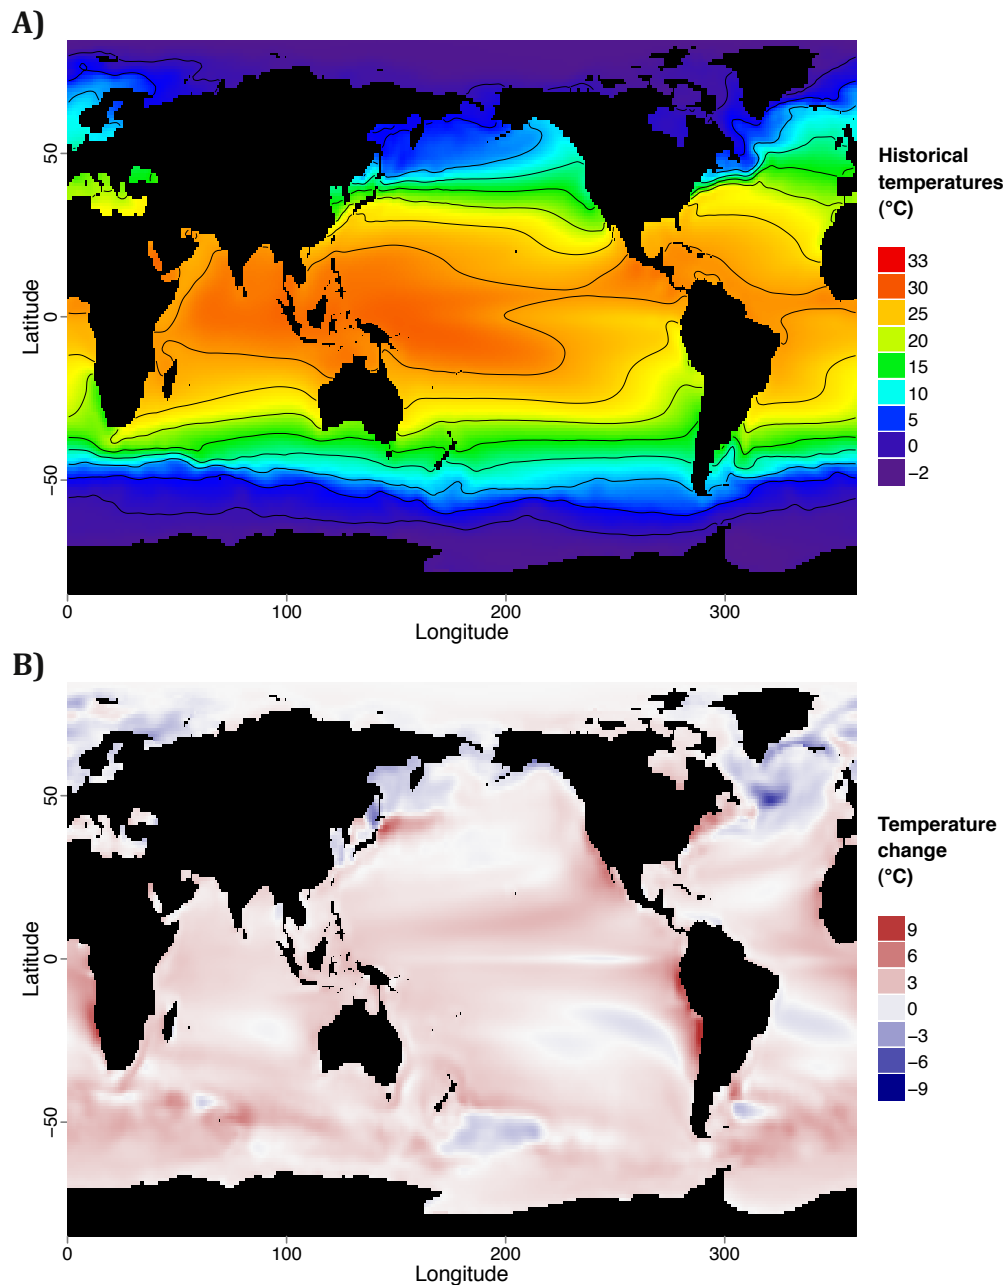 A)
Latitude
50
0
−50
0
100
200
300
Longitude
Historical
temperatures
(°C)
33
30
25
20
15
10
5
0
−2
B)
Latitude
50
0
−50
0
100
200
300
Longitude
Temperature
change
(°C)
9
6
3
0
−3
−6
−9